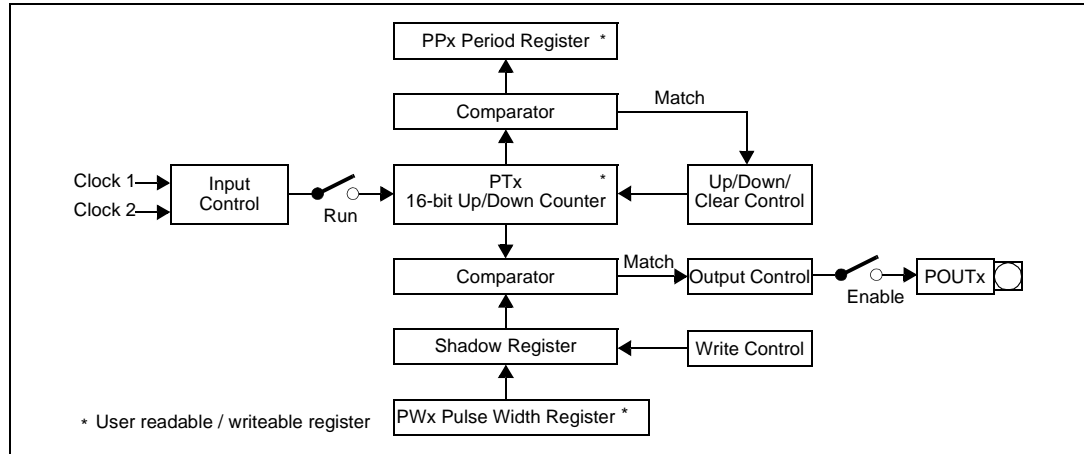 PPx Period Register *
Comparator
Match
Clock 1
Clock 2
Input
Control
Run
PTx *
16-bit Up/Down Counter
Up/Down/
Clear Control
Comparator
Match
Output Control
Enable
POUTx
Shadow Register
Write Control
PWx Pulse Width Register *
* User readable / writeable register